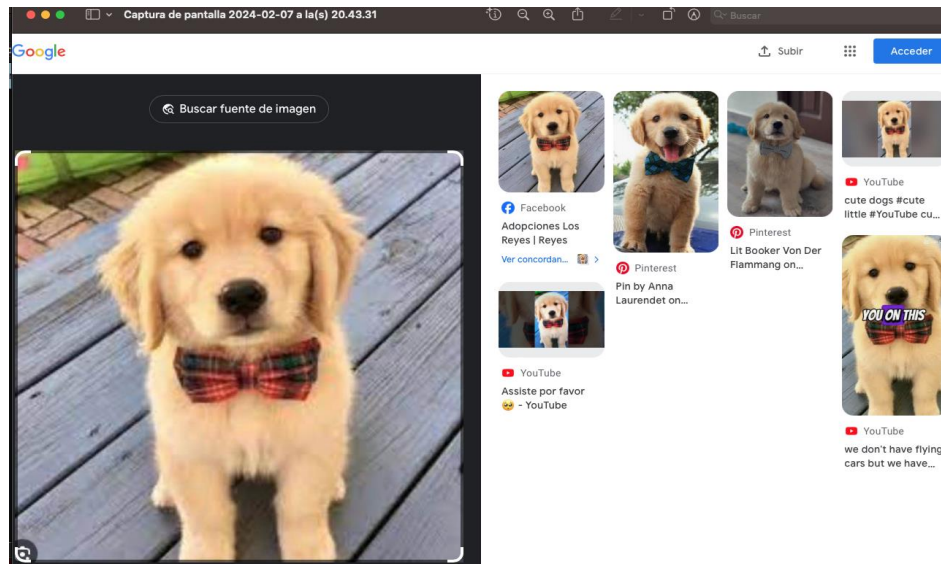 Captura de pantalla 2024-02-07 a la(s) 20.43.31
Buscar
Google
Subir
Acceder
Buscar fuente de imagen
Facebook
Adopciones Los
Reyes | Reyes
Ver concordan...
YouTube
Assiste por favor
🥺 - YouTube
Pinterest
Pin by Anna
Laurendet on...
Pinterest
Lit Booker Von Der
Flammang on...
YouTube
cute dogs #cute
little #YouTube cu...
YOU ON THIS
YouTube
we don't have flying
cars but we have...